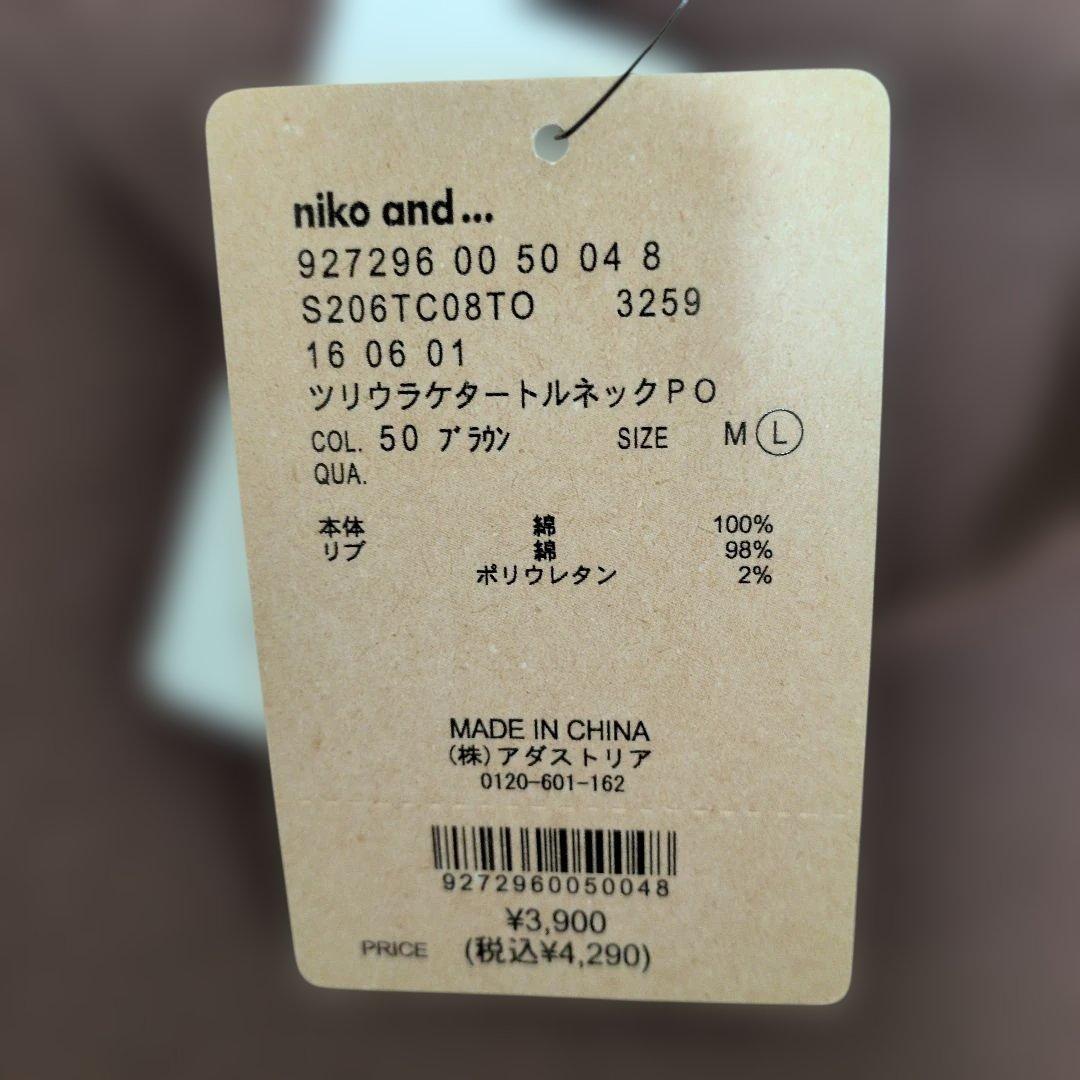 niko and...
927296 00 50 04 8
S206TC08TO 3259
16 06 01
ツリウラケタートルネックPO
COL. 50 ブラウン SIZE M L
QUA.
本体 綿 100%
リブ 綿 98%
ポリウレタン 2%
MADE IN CHINA
(株)アダストリア
0120-601-162
9272960050048
¥3,900
PRICE (税込¥4,290)